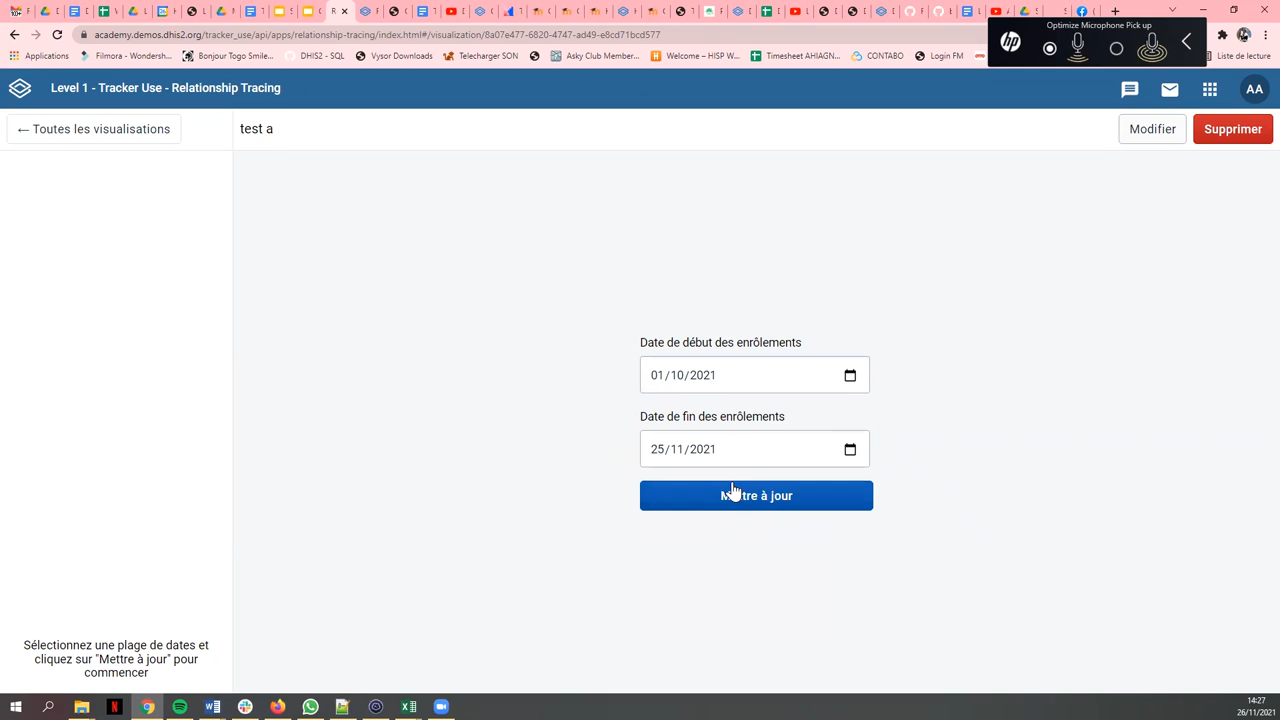 Optimize Microphone Pick up
academy.demos.dhis2.org/tracker_use/api/apps/relationship-
malization/8a07e477-6820-4747-ad49-e8cd71bcd577
Applications
Filmora - Wondersh...
Bonjour Togo Smile...
DHIS2 - SQL
Vysor Downloads
Telecharger SON
Asky Club Member...
Welcome – HISP W...
Timesheet AHIAGN...
CONTABO
Login FM
Liste de lecture
Level 1 - Tracker Use - Relationship Tracing
AA
← Toutes les visualisations
test a
Modifier
Supprimer
Date de début des enrôlements
01/10/2021
Date de fin des enrôlements
25/11/2021
Mettre à jour
Sélectionnez une plage de dates et
cliquez sur "Mettre à jour" pour
commencer
14:27
26/11/2021